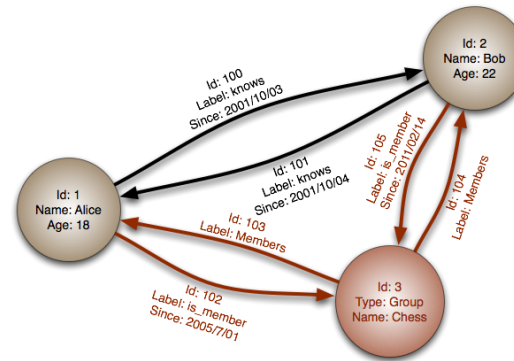 Id: 2
Name: Bob
Age: 22
Id: 100
Label: knows
Since: 2001/10/03
Id: 101
Label: knows
Since: 2001/10/04
Id: 105
Label: is_member
Since: 2011/02/14
Id: 104
Label: Members
Id: 1
Name: Alice
Age: 18
Id: 103
Label: Members
Id: 102
Label: is_member
Since: 2005/7/01
Id: 3
Type: Group
Name: Chess